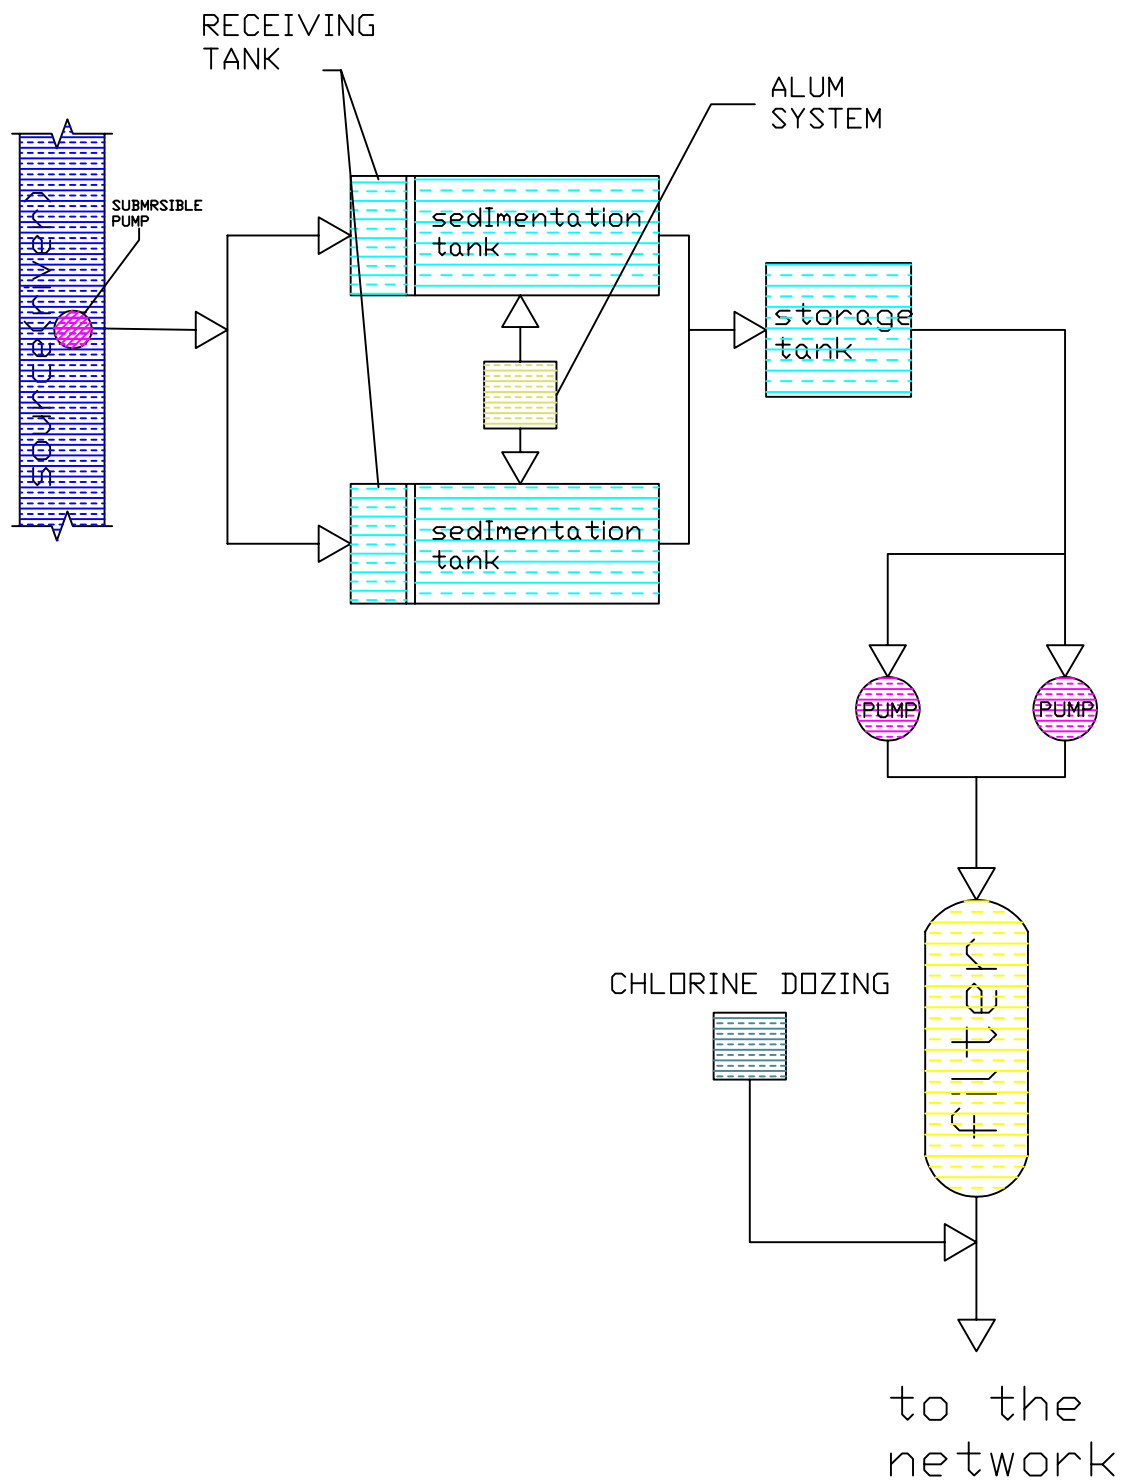 RECEIVING
TANK
ALUM
SYSTEM
SUBMRSIBLE
PUMP
source(river)
sedImentation
tank
storage
tank
sedImentation
tank
PUMP
PUMP
filter
CHLORINE DOZING
to the
network